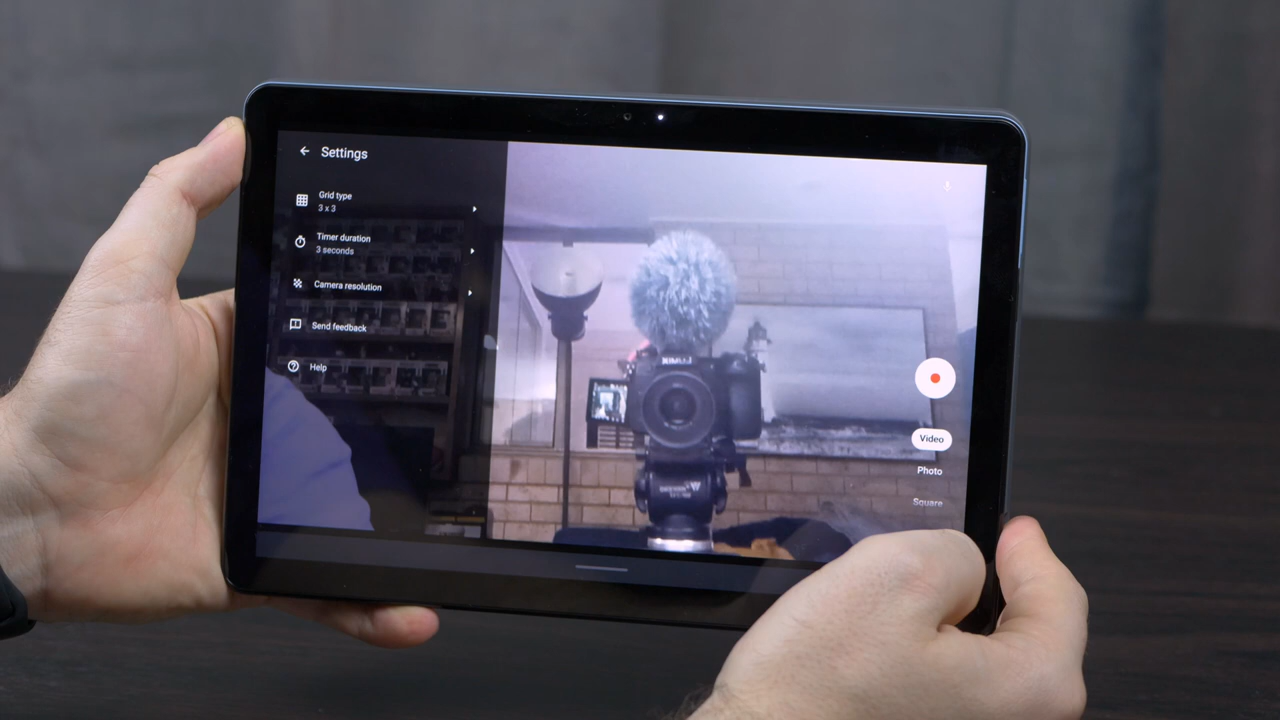 Settings
Grid type
3 x 3
Timer duration
3 seconds
Camera resolution
Send feedback
Help
LUMIX
Video
Photo
Square